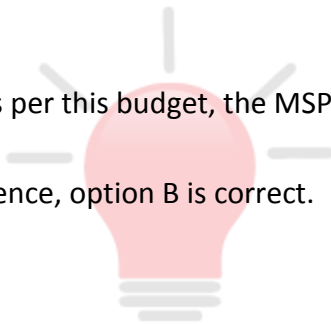 s per this budget, the MSP
ence, option B is correct.